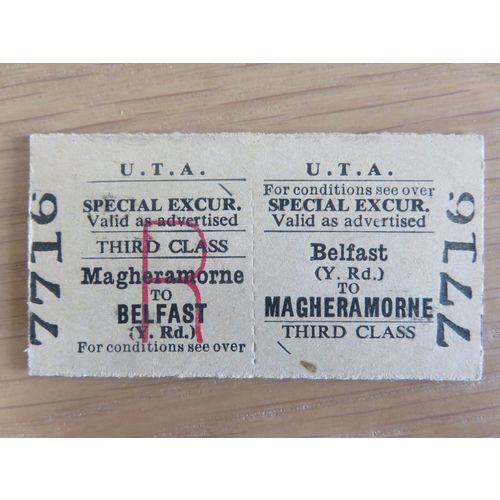 7716
U.T.A.
SPECIAL EXCUR.
Valid as advertised
THIRD CLASS
Magheramorne
TO
BELFAST
(Y. Rd.)
For conditions see over
R
U.T.A.
For conditions see over
SPECIAL EXCUR.
Valid as advertised
Belfast
(Y. Rd.)
TO
MAGHERAMORNE
THIRD CLASS
7716